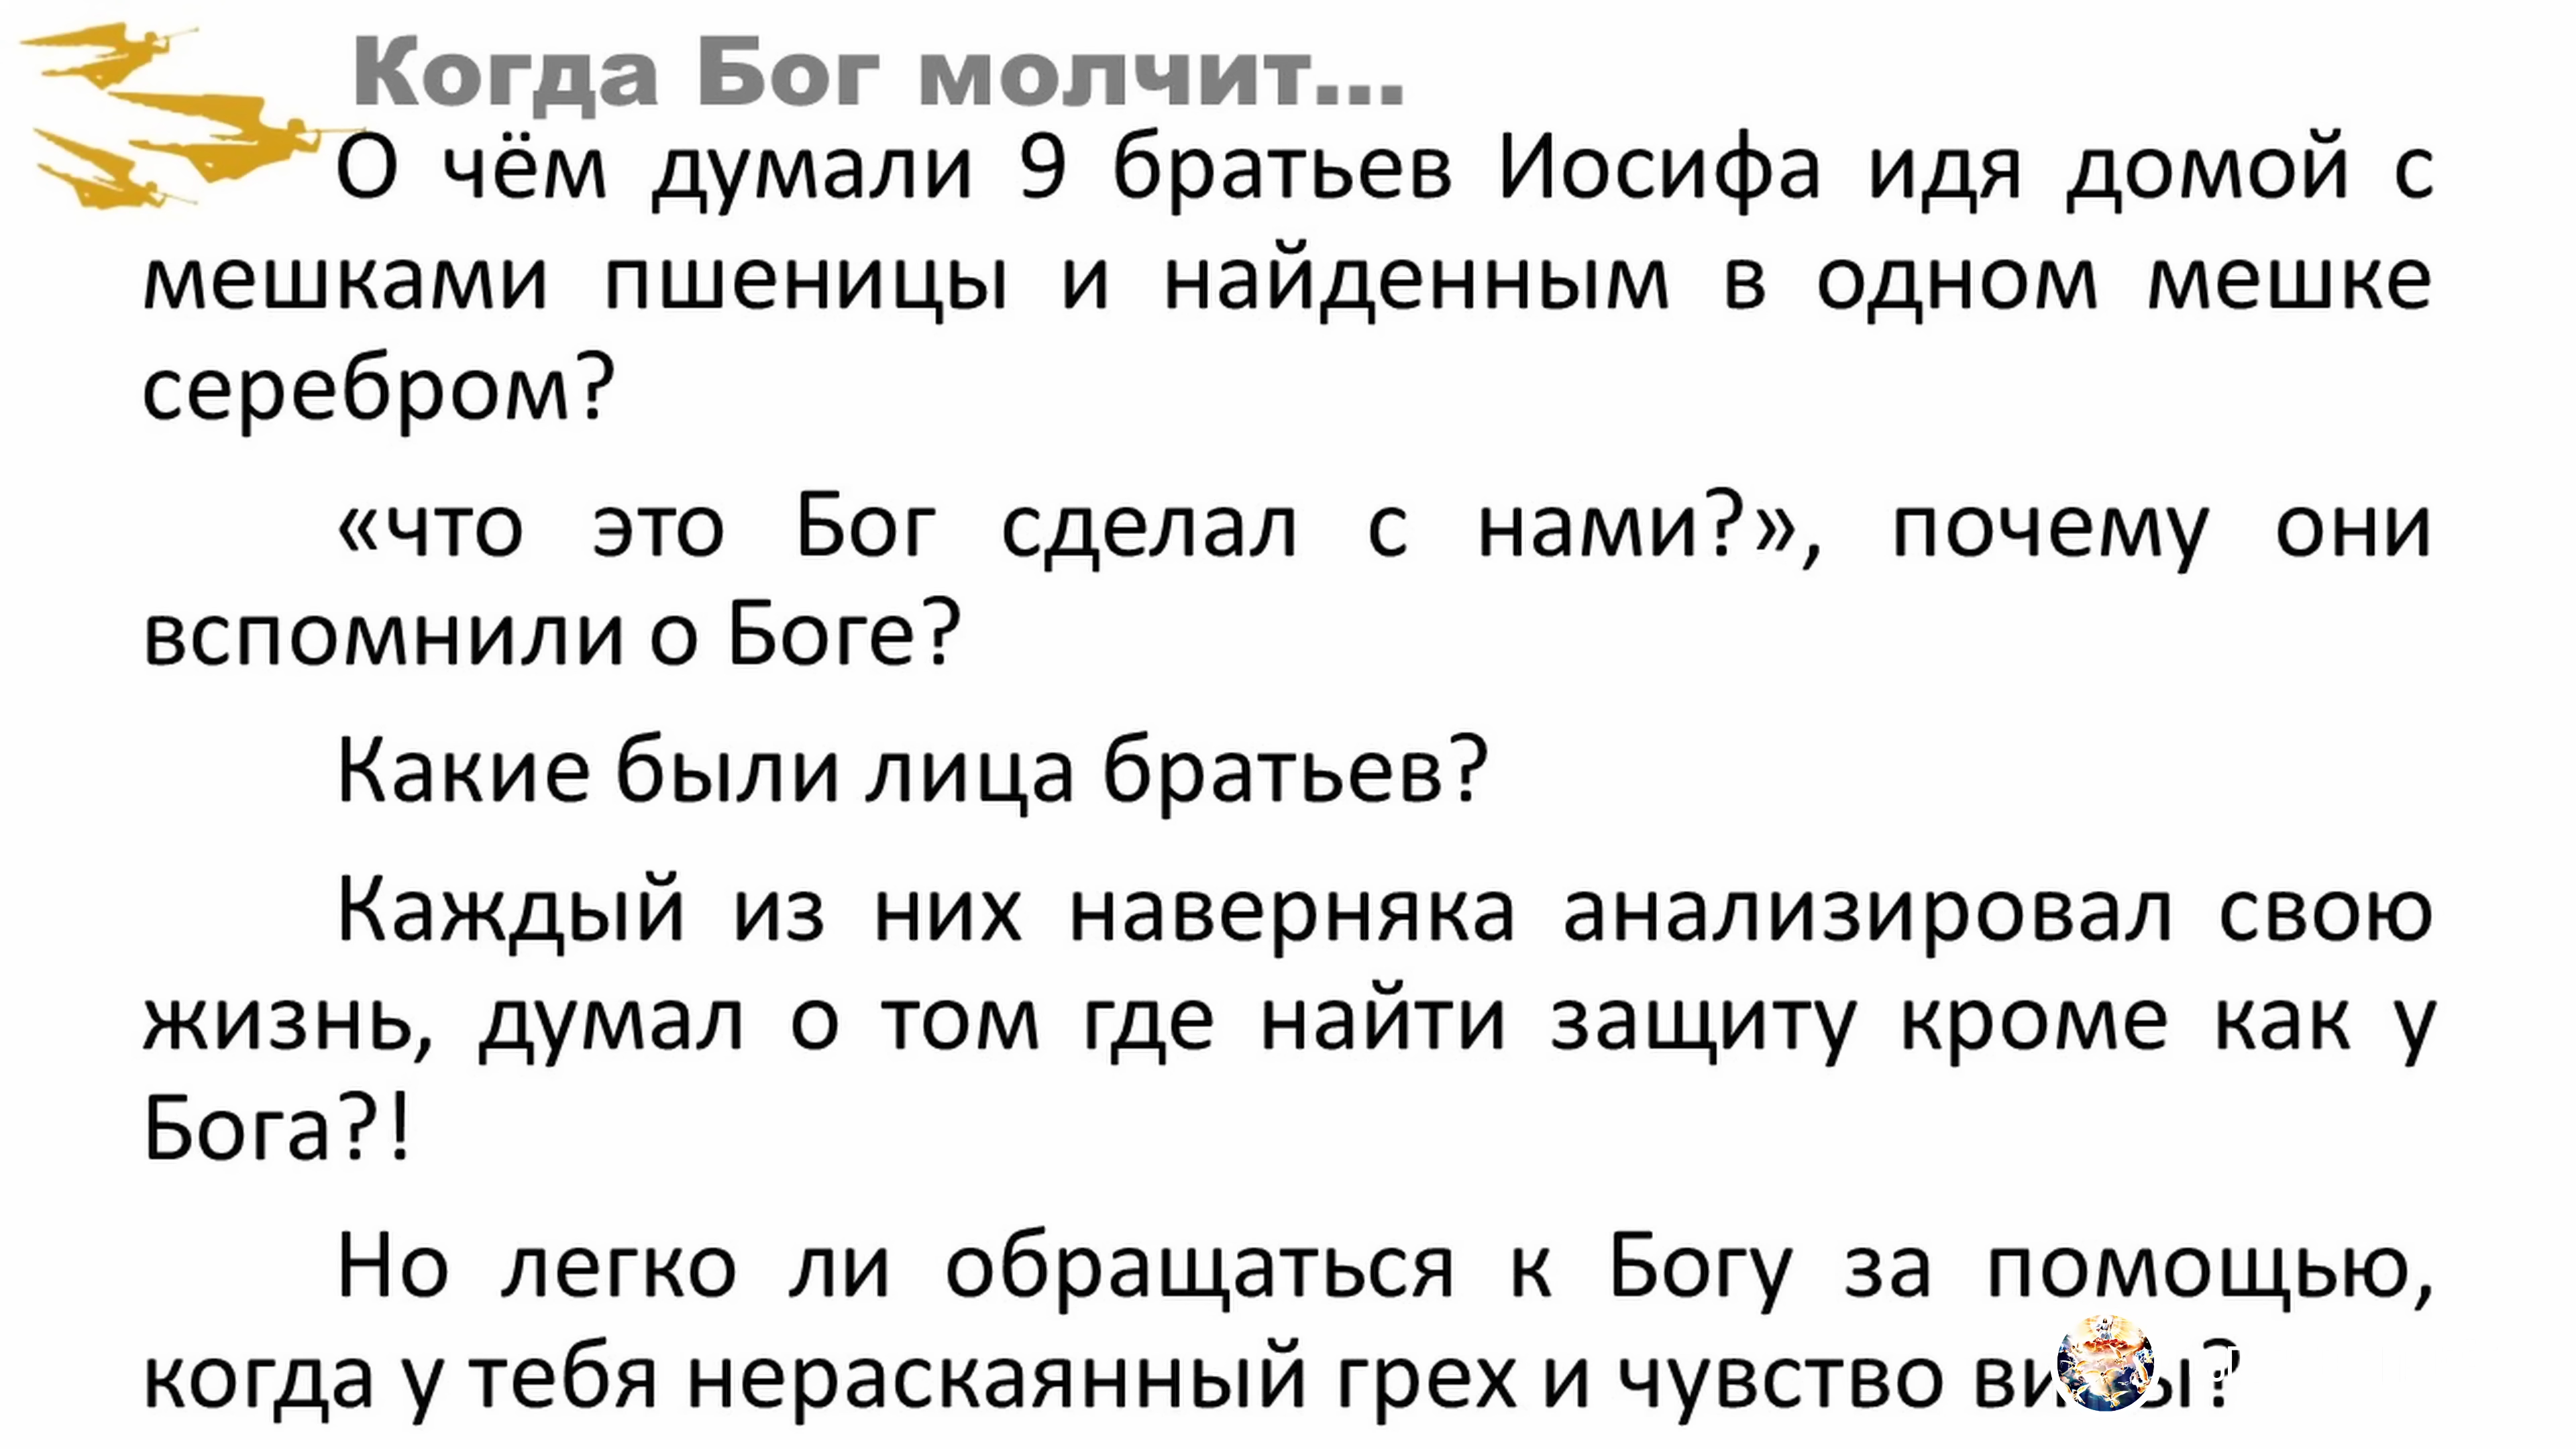 Когда Бог молчит...
О чём думали 9 братьев Иосифа идя домой с
мешками пшеницы и найденным в одном мешке
серебром?
«что это Бог сделал с нами?», почему они
вспомнили о Боге?
Какие были лица братьев?
Каждый из них наверняка анализировал свою
жизнь, думал о том где найти защиту кроме как у
Бога?!
Но легко ли обращаться к Богу за помощью,
когда у тебя нераскаянный грех и чувство